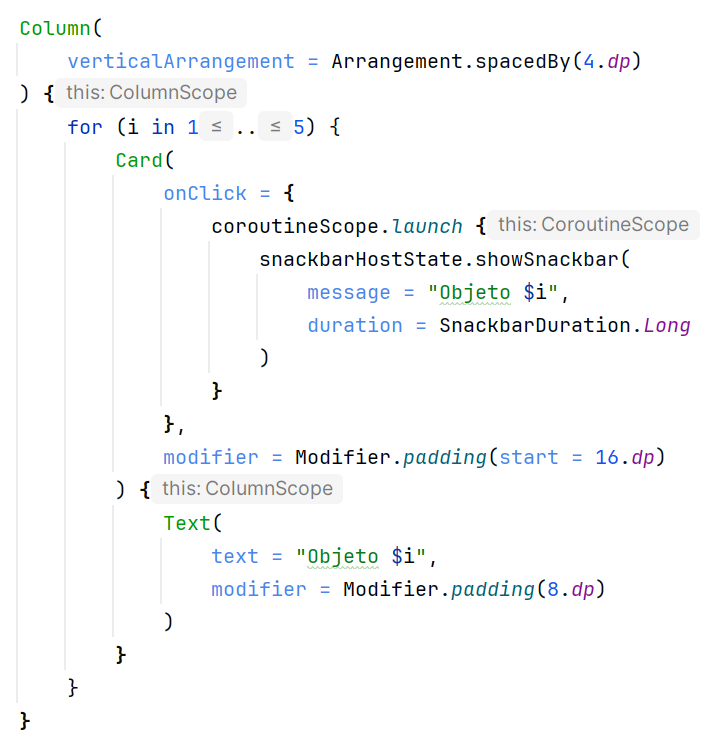 Column(
    verticalArrangement = Arrangement.spacedBy(4.dp)
) { this: ColumnScope
    for (i in 1 ≤ .. ≤ 5) {
        Card(
            onClick = {
                coroutineScope.launch { this: CoroutineScope
                    snackbarHostState.showSnackbar(
                        message = "Objeto $i",
                        duration = SnackbarDuration.Long
                    )
                }
            },
            modifier = Modifier.padding(start = 16.dp)
        ) { this: ColumnScope
            Text(
                text = "Objeto $i",
                modifier = Modifier.padding(8.dp)
            )
        }
    }
}